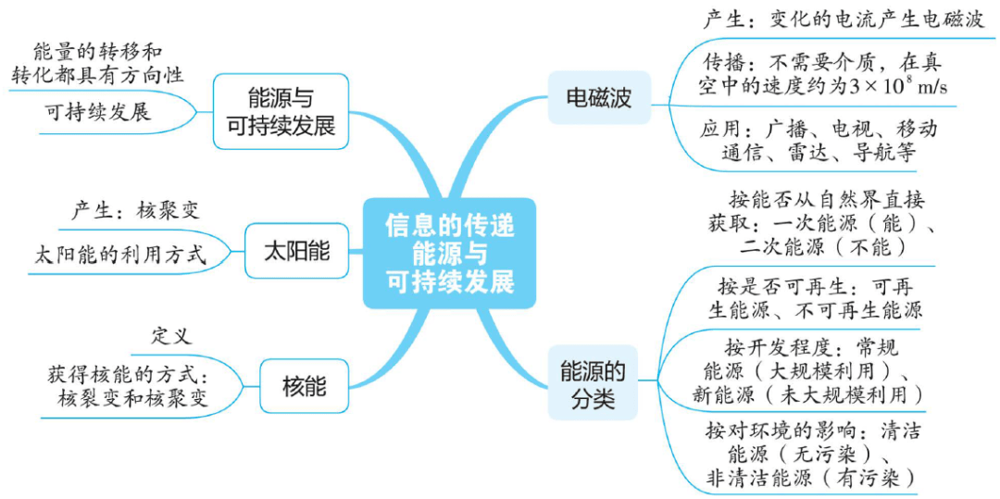 信息的传递
能源与
可持续发展
电磁波
产生：变化的电流产生电磁波
传播：不需要介质，在真
空中的速度约为3×10⁸ m/s
应用：广播、电视、移动
通信、雷达、导航等
能源的
分类
按能否从自然界直接
获取：一次能源（能）、
二次能源（不能）
按是否可再生：可再
生能源、不可再生能源
按开发程度：常规
能源（大规模利用）、
新能源（未大规模利用）
按对环境的影响：清洁
能源（无污染）、
非清洁能源（有污染）
能源与
可持续发展
能量的转移和
转化都具有方向性
可持续发展
太阳能
产生：核聚变
太阳能的利用方式
核能
定义
获得核能的方式：
核裂变和核聚变